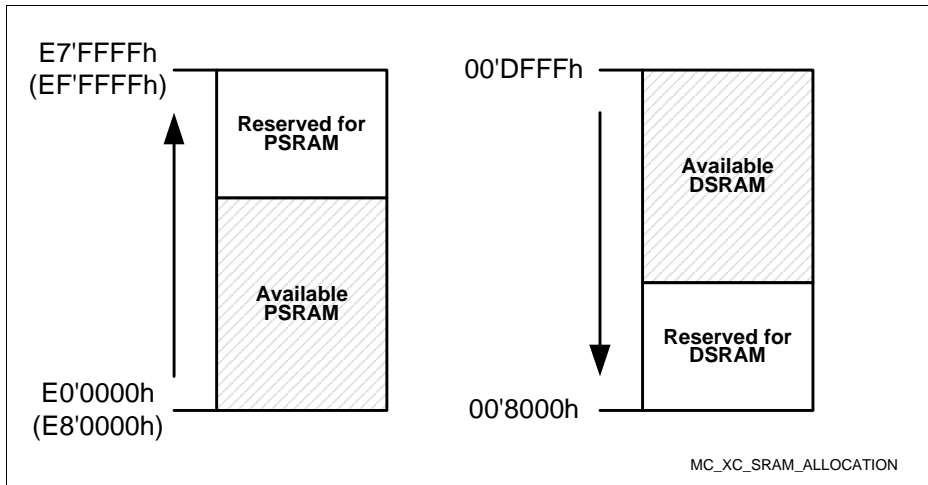 E7'FFFFh
(EF'FFFFh)
Reserved for
PSRAM
Available
PSRAM
E0'0000h
(E8'0000h)
00'DFFFh
Available
DSRAM
Reserved for
DSRAM
00'8000h
MC_XC_SRAM_ALLOCATION